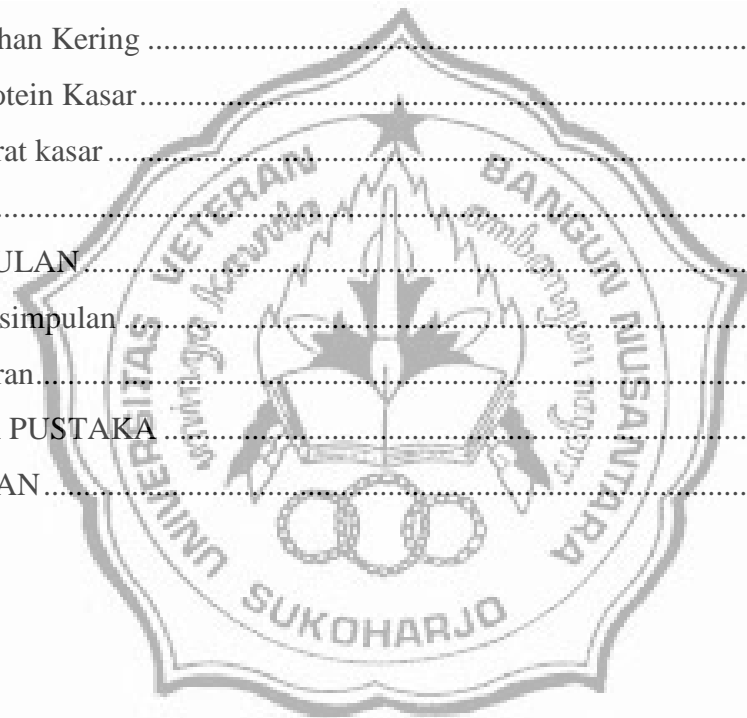 han Kering ........................................................................
otein Kasar ........................................................................
rat kasar ........................................................................
........................................................................
ULAN ........................................................................
simpulan ........................................................................
ran ........................................................................
PUSTAKA ........................................................................
AN ........................................................................
UNIVERSITAS VETERAN BANGUN NUSANTARA
SUKOHARJO